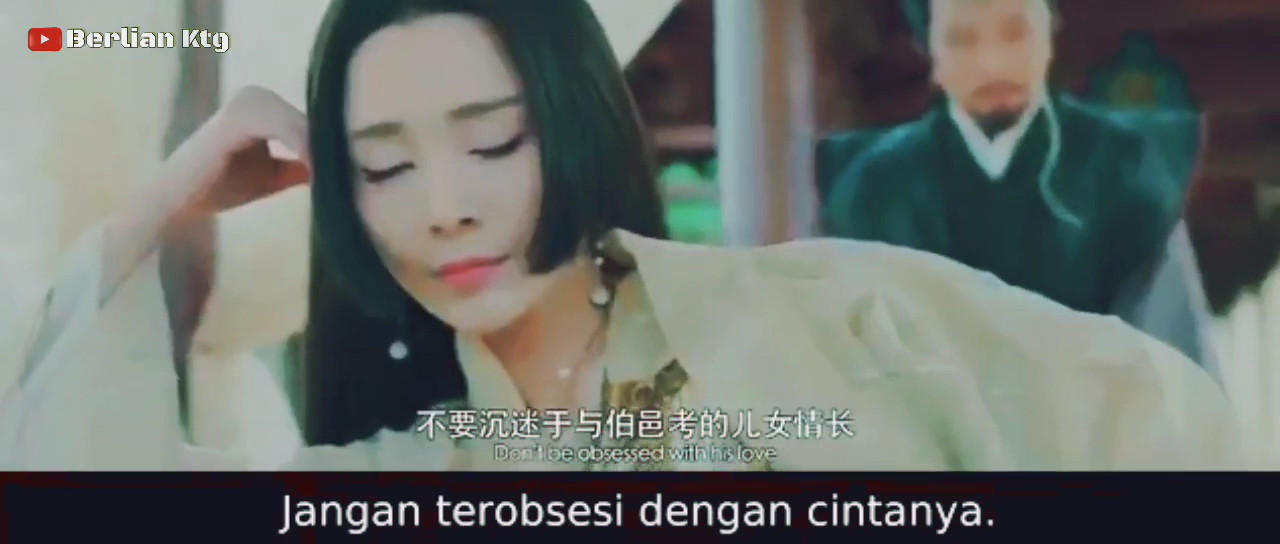 Berlian Ktg
不要沉迷于与伯邑考的儿女情长
Don't be obsessed with his love
Jangan terobsesi dengan cintanya.